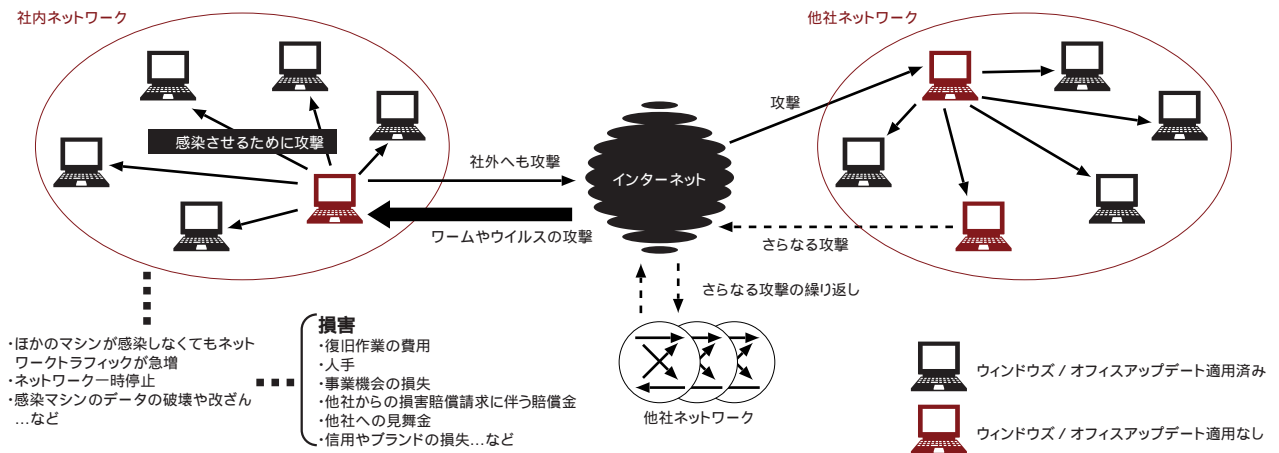 社内ネットワーク
他社ネットワーク
感染させるために攻撃
社外へも攻撃
インターネット
攻撃
ワームやウイルスの攻撃
さらなる攻撃
さらなる攻撃の繰り返し
・ほかのマシンが感染しなくてもネット
ワークトラフィックが急増
・ネットワーク一時停止
・感染マシンのデータの破壊や改ざん
…など
損害
・復旧作業の費用
・人手
・事業機会の損失
・他社からの損害賠償請求に伴う賠償金
・他社への見舞金
・信用やブランドの損失…など
他社ネットワーク
ウィンドウズ / オフィスアップデート適用済み
ウィンドウズ / オフィスアップデート適用なし